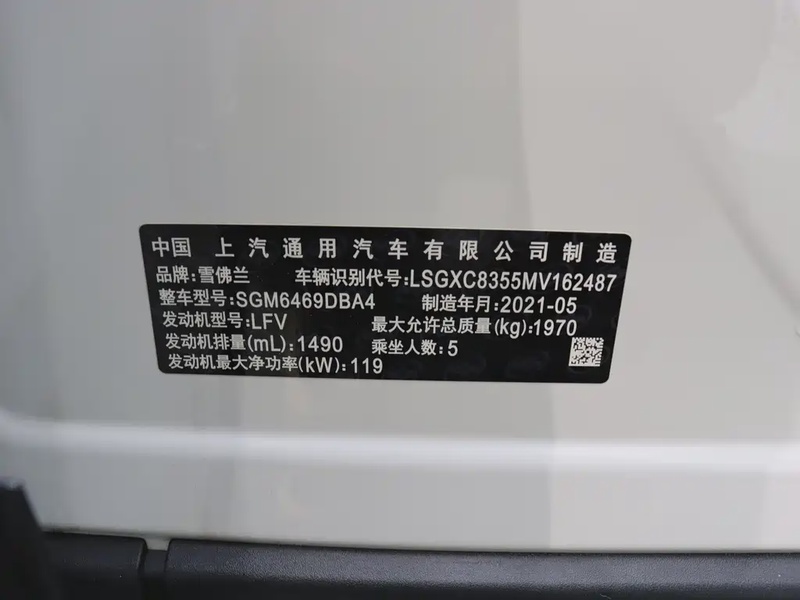 中国 上汽通用汽车有限公司制造
品牌:雪佛兰 车辆识别代号:LSGXC8355MV162487
整车型号:SGM6469DBA4 制造年月:2021-05
发动机型号:LFV 最大允许总质量(kg):1970
发动机排量(mL):1490 乘坐人数:5
发动机最大净功率(kW):119